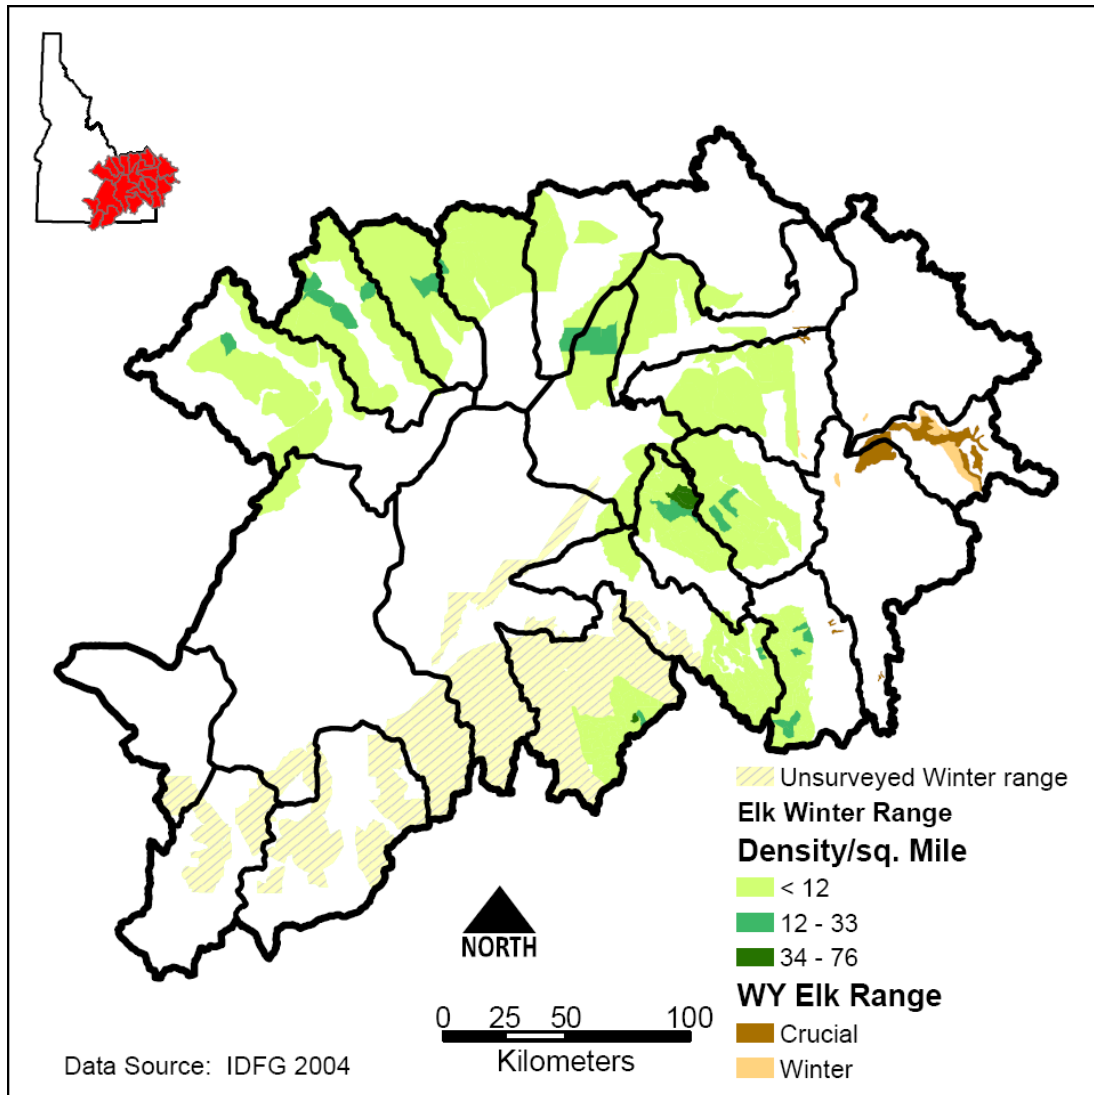 Unsurveyed Winter range
Elk Winter Range
Density/sq. Mile
< 12
12 - 33
34 - 76
WY Elk Range
Crucial
Winter
NORTH
0 25 50 100
Kilometers
Data Source: IDFG 2004